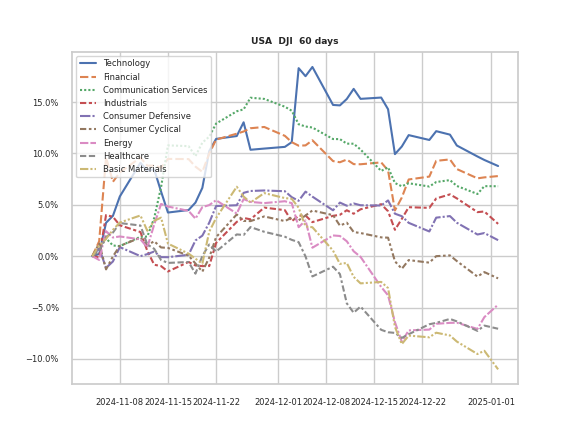 USA  DJI  60 days
Technology
Financial
Communication Services
Industrials
Consumer Defensive
Consumer Cyclical
Energy
Healthcare
Basic Materials
15.0%
10.0%
5.0%
0.0%
−5.0%
−10.0%
2024-11-08 2024-11-15 2024-11-22 2024-12-01 2024-12-08 2024-12-15 2024-12-22 2025-01-01